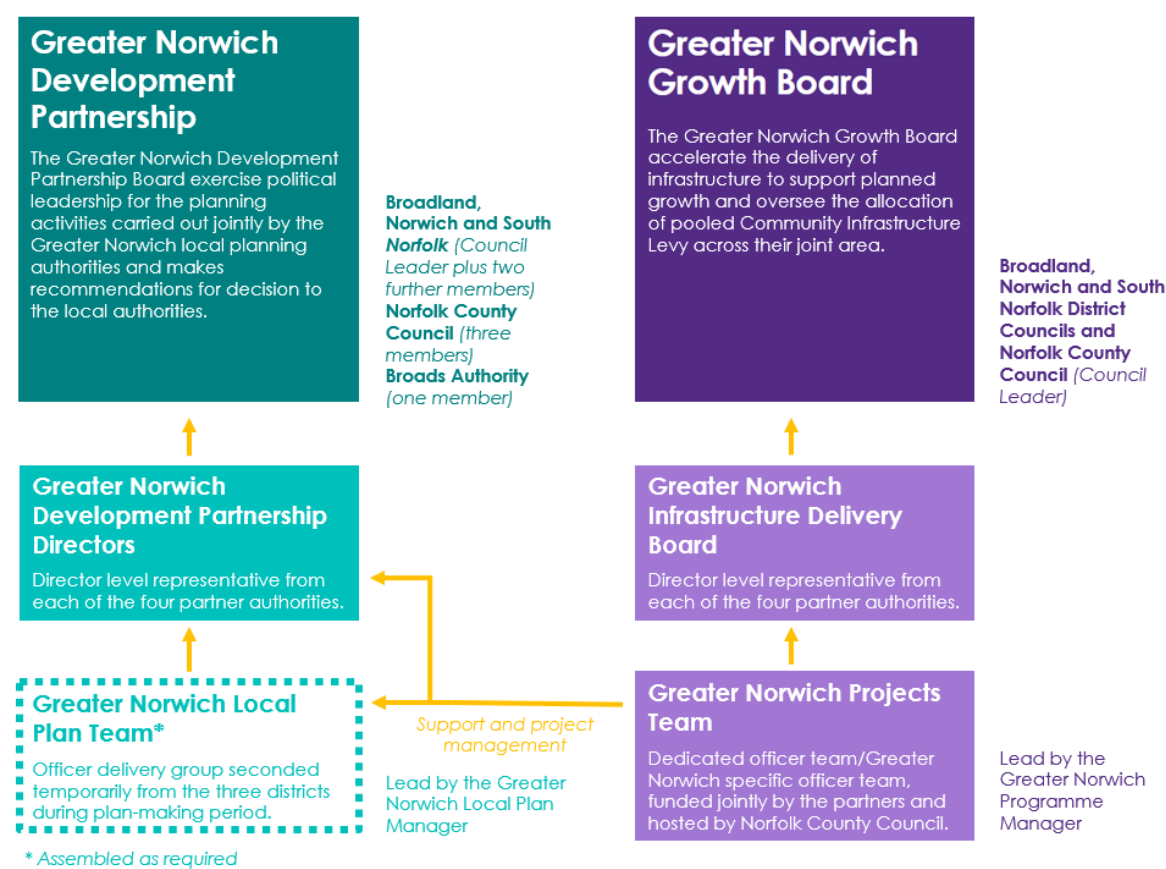 Greater Norwich
Development
Partnership
The Greater Norwich Development
Partnership Board exercise political
leadership for the planning
activities carried out jointly by the
Greater Norwich local planning
authorities and makes
recommendations for decision to
the local authorities.
Broadland,
Norwich and South
Norfolk (Council
Leader plus two
further members)
Norfolk County
Council (three
members)
Broads Authority
(one member)
Greater Norwich
Growth Board
The Greater Norwich Growth Board
accelerate the delivery of
infrastructure to support planned
growth and oversee the allocation
of pooled Community Infrastructure
Levy across their joint area.
Broadland,
Norwich and South
Norfolk District
Councils and
Norfolk County
Council (Council
Leader)
Greater Norwich
Development Partnership
Directors
Director level representative from
each of the four partner authorities.
Greater Norwich
Infrastructure Delivery
Board
Director level representative from
each of the four partner authorities.
Greater Norwich Local
Plan Team*
Officer delivery group seconded
temporarily from the three districts
during plan-making period.
* Assembled as required
Support and project
management
Lead by the Greater
Norwich Local Plan
Manager
Greater Norwich Projects
Team
Dedicated officer team/Greater
Norwich specific officer team,
funded jointly by the partners and
hosted by Norfolk County Council.
Lead by the
Greater Norwich
Programme
Manager